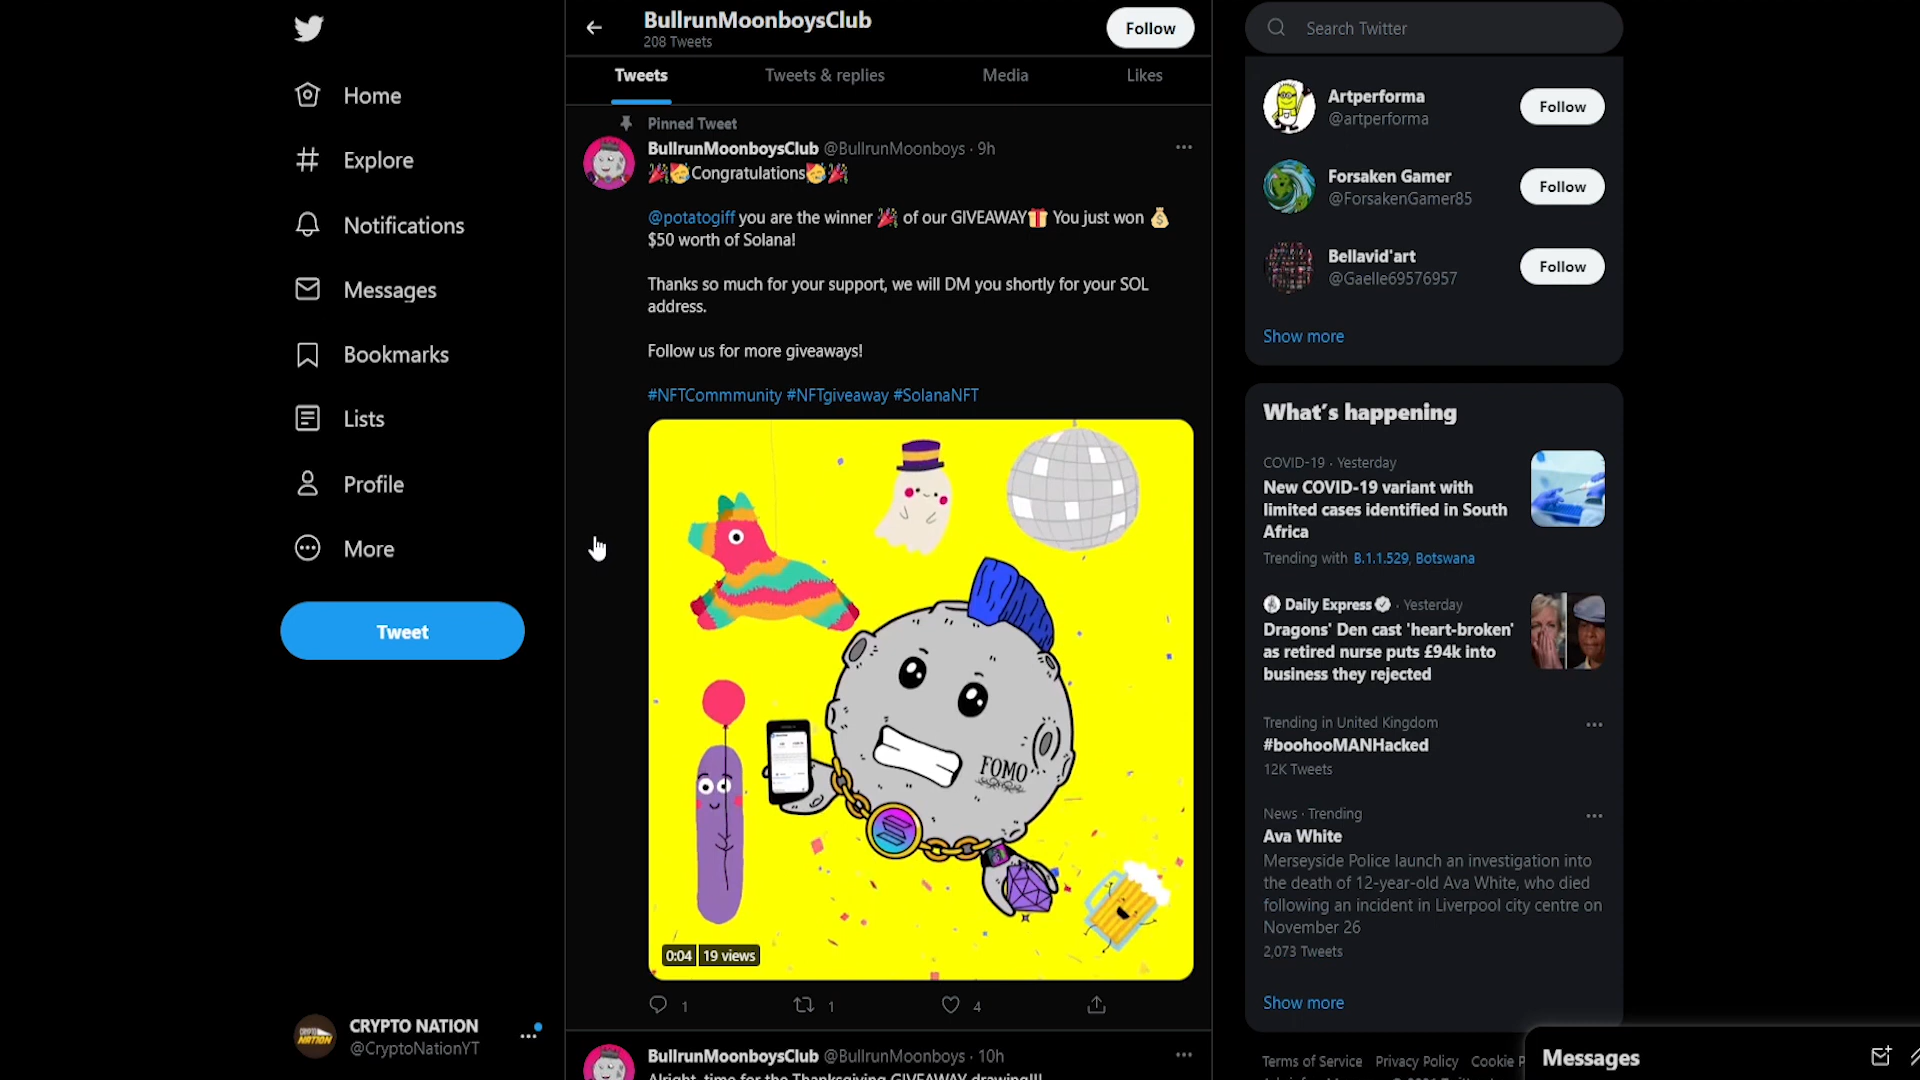 Home
Explore
Notifications
Messages
Bookmarks
Lists
Profile
More
Tweet
CRYPTO NATION
@CryptoNationYT
BullrunMoonboysClub
208 Tweets
Follow
Tweets
Tweets & replies
Media
Likes
Pinned Tweet
BullrunMoonboysClub @BullrunMoonboys · 9h
🎉🥳Congratulations🥳🎉
@potatogiff you are the winner 🎉 of our GIVEAWAY🎁 You just won 💰
$50 worth of Solana!
Thanks so much for your support, we will DM you shortly for your SOL
address.
Follow us for more giveaways!
#NFTCommmunity #NFTgiveaway #SolanaNFT
FOMO
0:04 19 views
1
1
4
BullrunMoonboysClub @BullrunMoonboys · 10h
Alright, time for the Thanksgiving GIVEAWAY drawing!!!
Search Twitter
Artperforma
@artperforma
Follow
Forsaken Gamer
@ForsakenGamer85
Follow
Bellavid'art
@Gaelle69576957
Follow
Show more
What's happening
COVID-19 · Yesterday
New COVID-19 variant with
limited cases identified in South
Africa
Trending with B.1.1.529, Botswana
Daily Express · Yesterday
Dragons' Den cast 'heart-broken'
as retired nurse puts £94k into
business they rejected
Trending in United Kingdom
#boohooMANHacked
12K Tweets
News · Trending
Ava White
Merseyside Police launch an investigation into
the death of 12-year-old Ava White, who died
following an incident in Liverpool city centre on
November 26
2,073 Tweets
Show more
Terms of Service Privacy Policy Cookie P
Messages